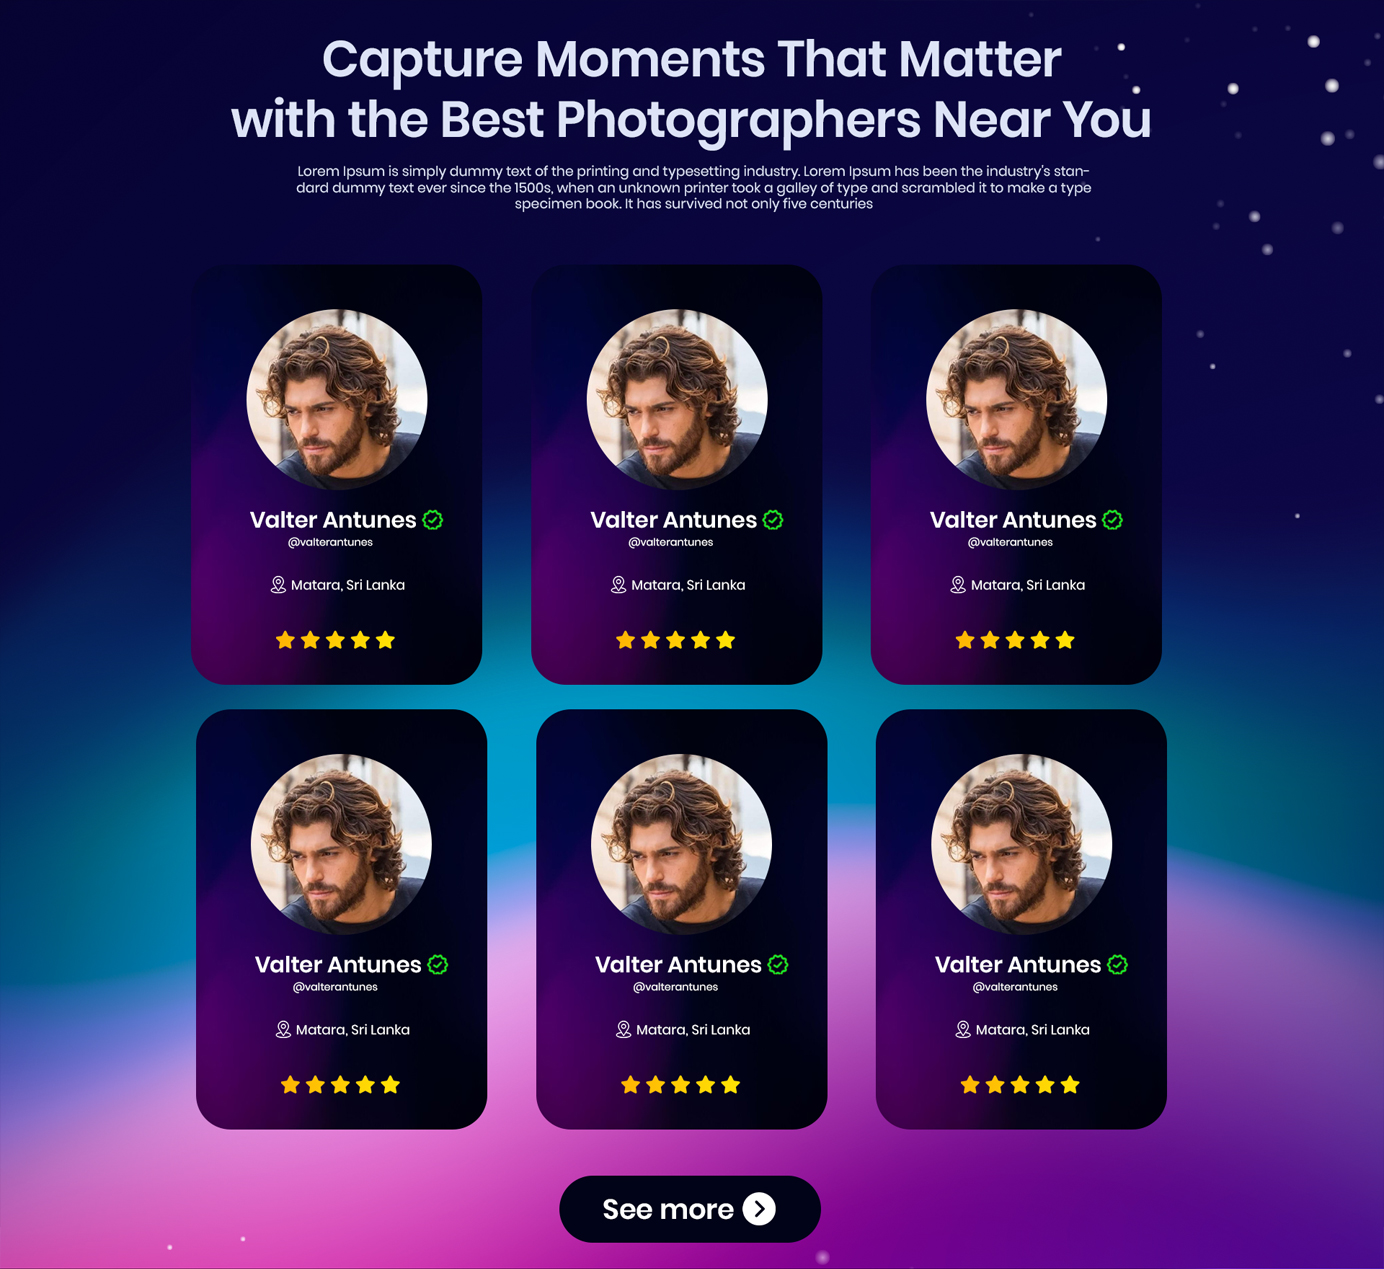 Capture Moments That Matter
with the Best Photographers Near You
Lorem Ipsum is simply dummy text of the printing and typesetting industry. Lorem Ipsum has been the industry's stan-
dard dummy text ever since the 1500s, when an unknown printer took a galley of type and scrambled it to make a type
specimen book. It has survived not only five centuries
Valter Antunes
@valterantunes
Matara, Sri Lanka
Valter Antunes
@valterantunes
Matara, Sri Lanka
Valter Antunes
@valterantunes
Matara, Sri Lanka
Valter Antunes
@valterantunes
Matara, Sri Lanka
Valter Antunes
@valterantunes
Matara, Sri Lanka
Valter Antunes
@valterantunes
Matara, Sri Lanka
See more